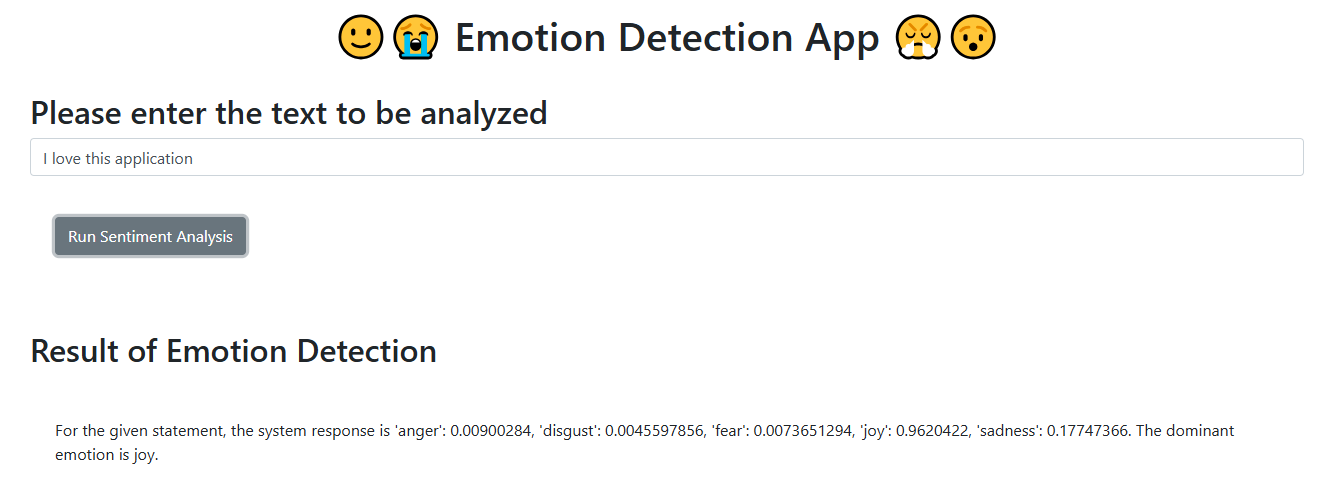 🙂😭 Emotion Detection App 😤😯
Please enter the text to be analyzed
I love this application
Run Sentiment Analysis
Result of Emotion Detection
For the given statement, the system response is 'anger': 0.00900284, 'disgust': 0.0045597856, 'fear': 0.0073651294, 'joy': 0.9620422, 'sadness': 0.17747366. The dominant
emotion is joy.